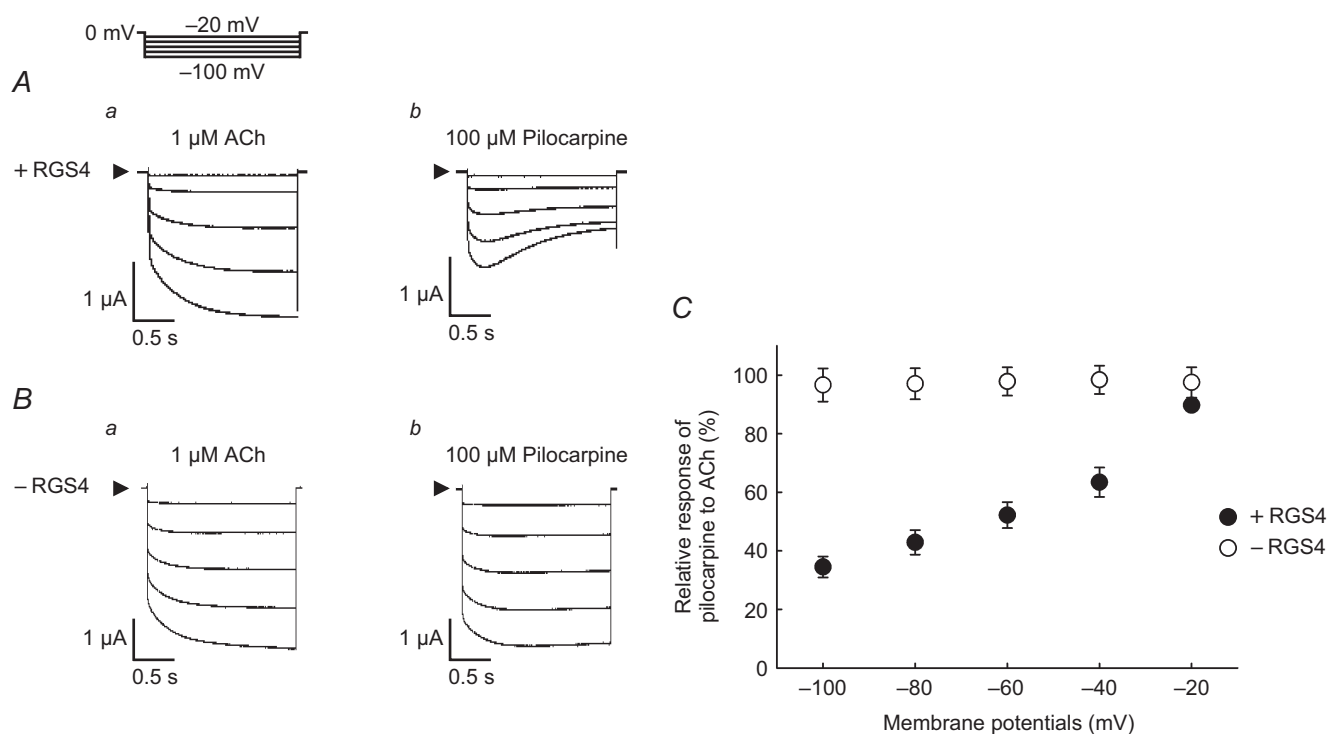 0 mV
–20 mV
–100 mV
A
a
b
1 µM ACh
100 µM Pilocarpine
+ RGS4
1 µA
0.5 s
1 µA
0.5 s
B
a
b
1 µM ACh
100 µM Pilocarpine
– RGS4
1 µA
0.5 s
1 µA
0.5 s
C
Relative response of
pilocarpine to ACh (%)
100
80
60
40
20
0
–100
–80
–60
–40
–20
Membrane potentials (mV)
+ RGS4
– RGS4